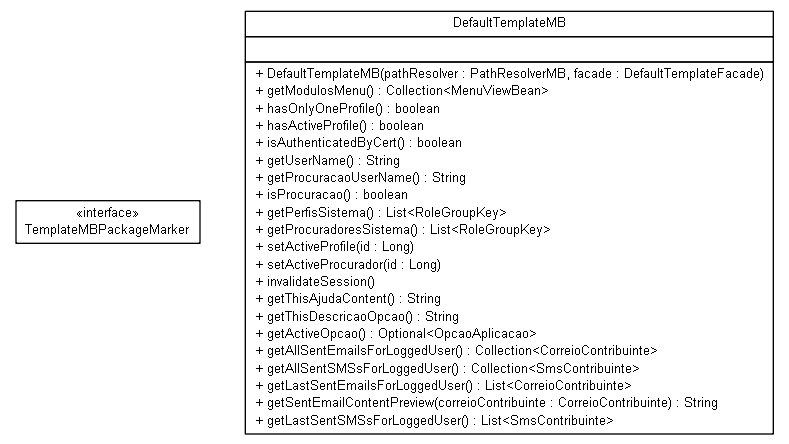 DefaultTemplateMB
+ DefaultTemplateMB(pathResolver : PathResolverMB, facade : DefaultTemplateFacade)
+ getModulosMenu() : Collection<MenuViewBean>
+ hasOnlyOneProfile() : boolean
+ hasActiveProfile() : boolean
+ isAuthenticatedByCert() : boolean
+ getUserName() : String
+ getProcuracaoUserName() : String
+ isProcuracao() : boolean
+ getPerfisSistema() : List<RoleGroupKey>
+ getProcuradoresSistema() : List<RoleGroupKey>
+ setActiveProfile(id : Long)
+ setActiveProcurador(id : Long)
+ invalidateSession()
+ getThisAjudaContent() : String
+ getThisDescricaoOpcao() : String
+ getActiveOpcao() : Optional<OpcaoAplicacao>
+ getAllSentEmailsForLoggedUser() : Collection<CorreioContribuinte>
+ getAllSentSMSsForLoggedUser() : Collection<SmsContribuinte>
+ getLastSentEmailsForLoggedUser() : List<CorreioContribuinte>
+ getSentEmailContentPreview(correioContribuinte : CorreioContribuinte) : String
+ getLastSentSMSsForLoggedUser() : List<SmsContribuinte>
«interface»
TemplateMBPackageMarker